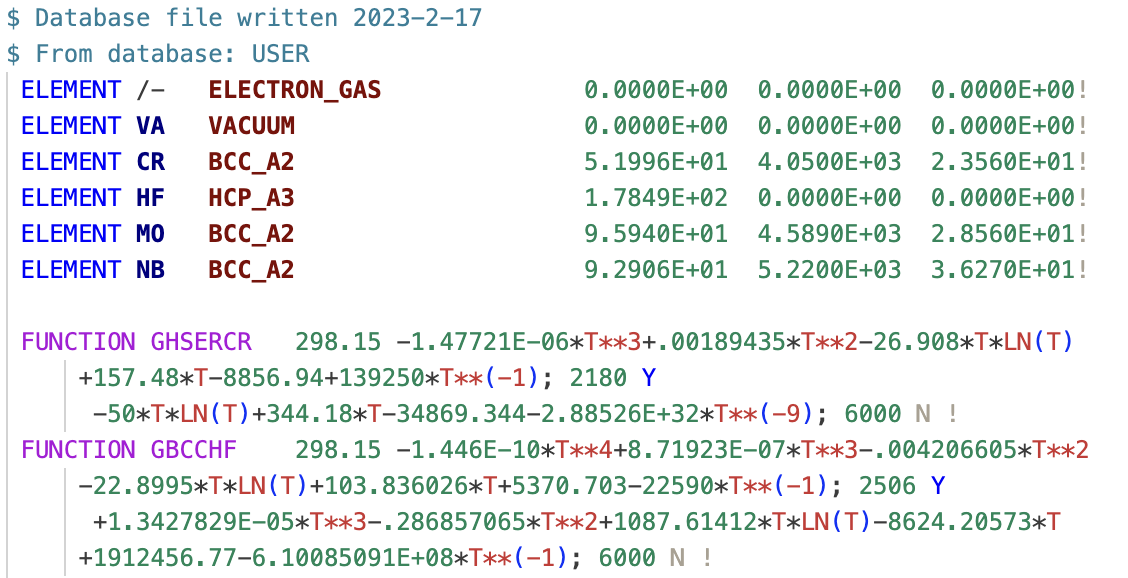 $ Database file written 2023-2-17
$ From database: USER
ELEMENT /-   ELECTRON_GAS              0.0000E+00  0.0000E+00  0.0000E+00!
ELEMENT VA   VACUUM                    0.0000E+00  0.0000E+00  0.0000E+00!
ELEMENT CR   BCC_A2                    5.1996E+01  4.0500E+03  2.3560E+01!
ELEMENT HF   HCP_A3                    1.7849E+02  0.0000E+00  0.0000E+00!
ELEMENT MO   BCC_A2                    9.5940E+01  4.5890E+03  2.8560E+01!
ELEMENT NB   BCC_A2                    9.2906E+01  5.2200E+03  3.6270E+01!
FUNCTION GHSERCR   298.15 -1.47721E-06*T**3+.00189435*T**2-26.908*T*LN(T)
+157.48*T-8856.94+139250*T**(-1); 2180 Y
-50*T*LN(T)+344.18*T-34869.344-2.88526E+32*T**(-9); 6000 N !
FUNCTION GBCCHF    298.15 -1.446E-10*T**4+8.71923E-07*T**3-.004206605*T**2
-22.8995*T*LN(T)+103.836026*T+5370.703-22590*T**(-1); 2506 Y
+1.3427829E-05*T**3-.286857065*T**2+1087.61412*T*LN(T)-8624.20573*T
+1912456.77-6.10085091E+08*T**(-1); 6000 N !